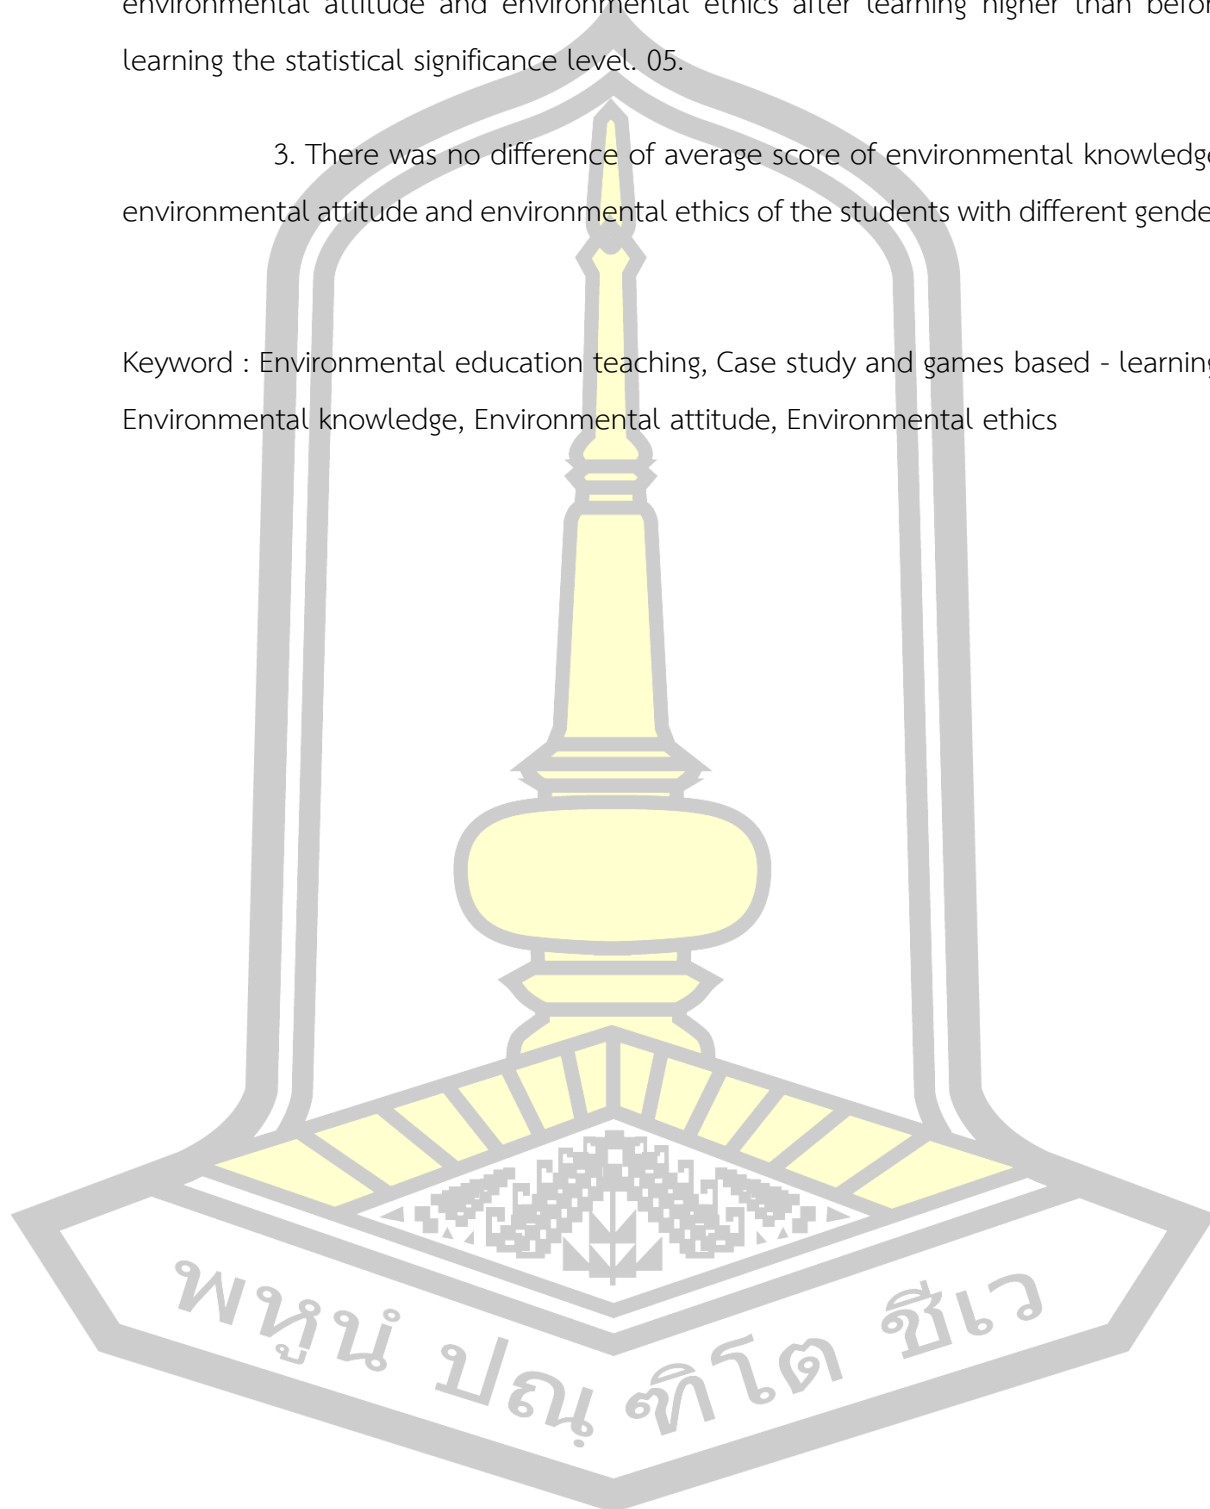 environmental attitude and environmental ethics after learning higher than befor
learning the statistical significance level. 05.
3. There was no difference of average score of environmental knowledge
environmental attitude and environmental ethics of the students with different gende
Keyword : Environmental education teaching, Case study and games based - learning
Environmental knowledge, Environmental attitude, Environmental ethics
พหูนํ ปณฺฑิโต ชีเว